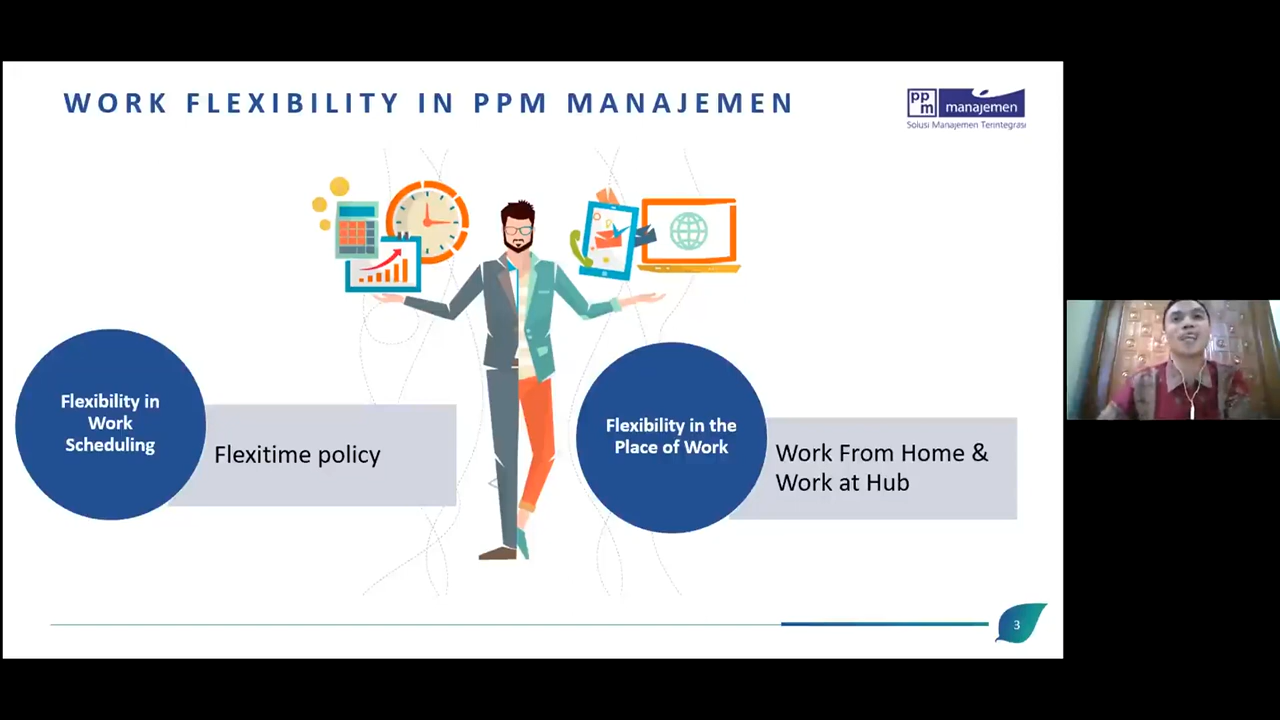 WORK FLEXIBILITY IN PPM MANAJEMEN
ppm manajemen
Solusi Manajemen Terintegrasi
Flexibility in
Work
Scheduling
Flexitime policy
Flexibility in the
Place of Work
Work From Home &
Work at Hub
3